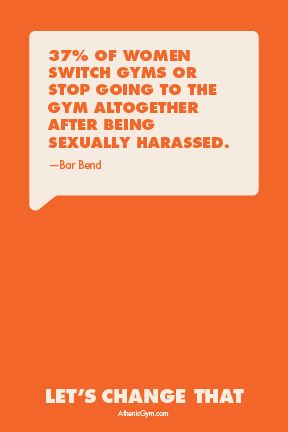 37% OF WOMEN
SWITCH GYMS OR
STOP GOING TO THE
GYM ALTOGETHER
AFTER BEING
SEXUALLY HARASSED.
—Bar Bend
LET'S CHANGE THAT
AthenicGym.com